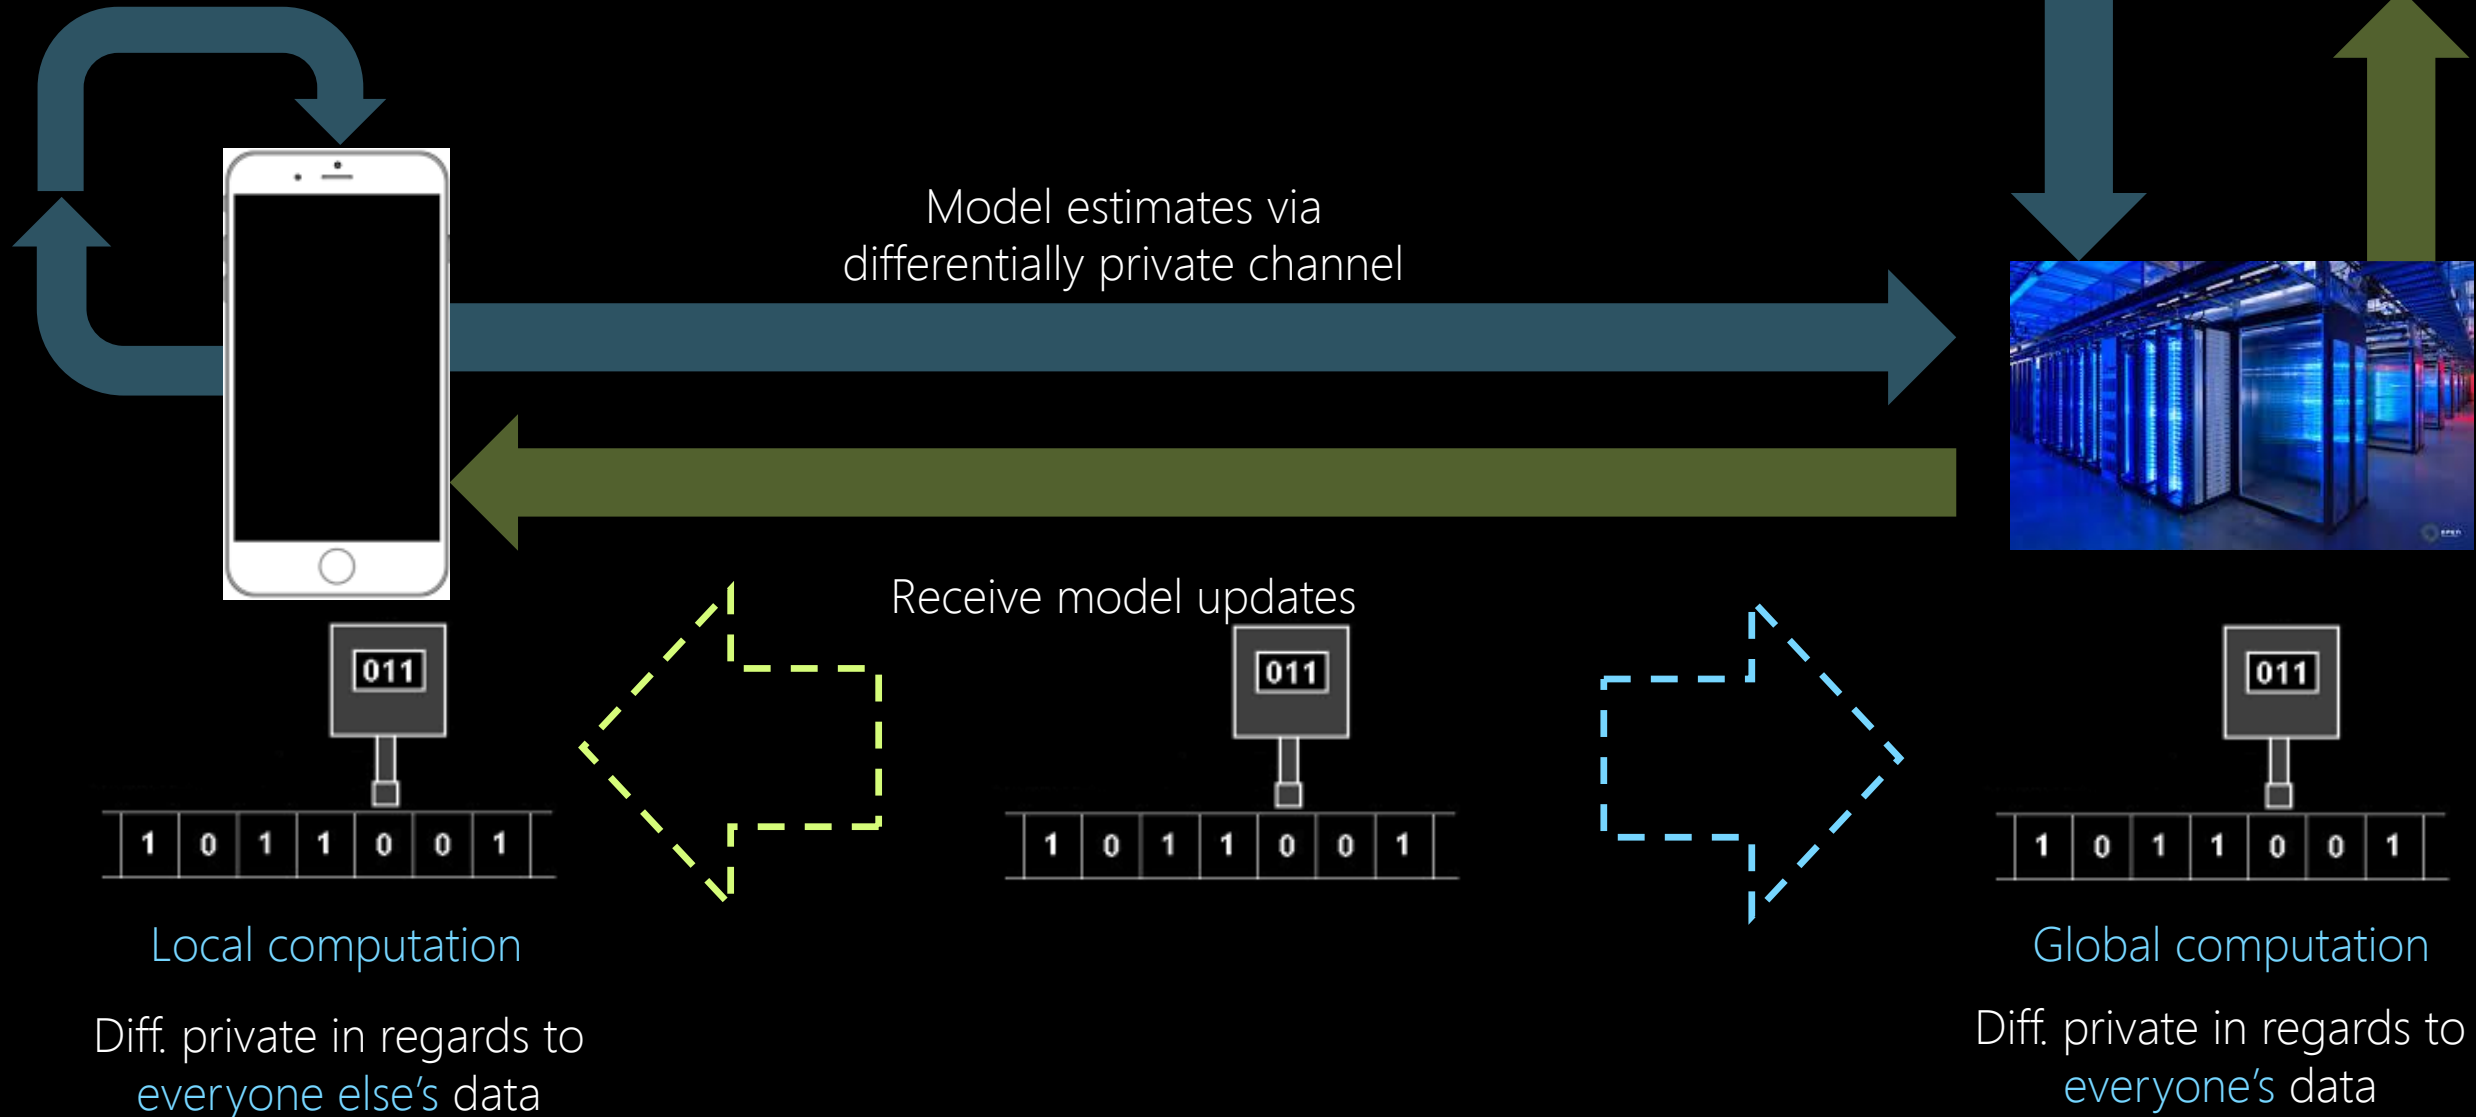 Model estimates via
differentially private channel
Receive model updates
011
011
011
1 0 1 1 0 0 1
1 0 1 1 0 0 1
1 0 1 1 0 0 1
Local computation
Global computation
Diff. private in regards to
everyone else's data
Diff. private in regards to
everyone's data